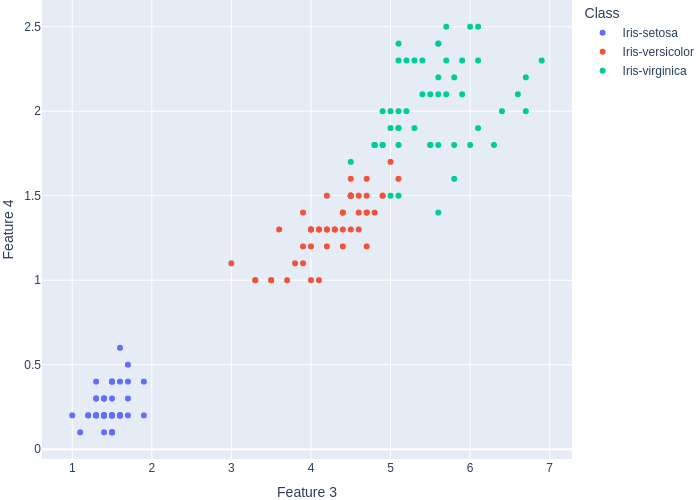 Class
Iris-setosa
Iris-versicolor
Iris-virginica
2.5
2
1.5
1
0.5
0
Feature 4
1 2 3 4 5 6 7
Feature 3